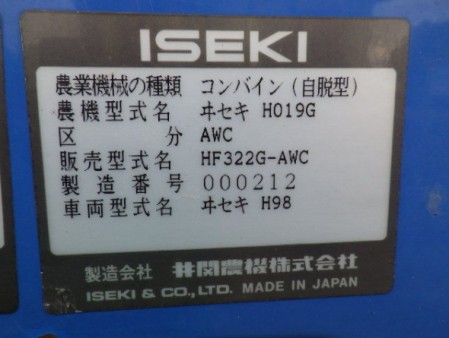 ISEKI
農業機械の種類 コンバイン(自脱型)
農機型式名 ヰセキ H019G
区分 AWC
販売型式名 HF322G-AWC
製造番号 000212
車両型式名 ヰセキ H98
製造会社 井関農機株式会社
ISEKI & CO., LTD. MADE IN JAPAN